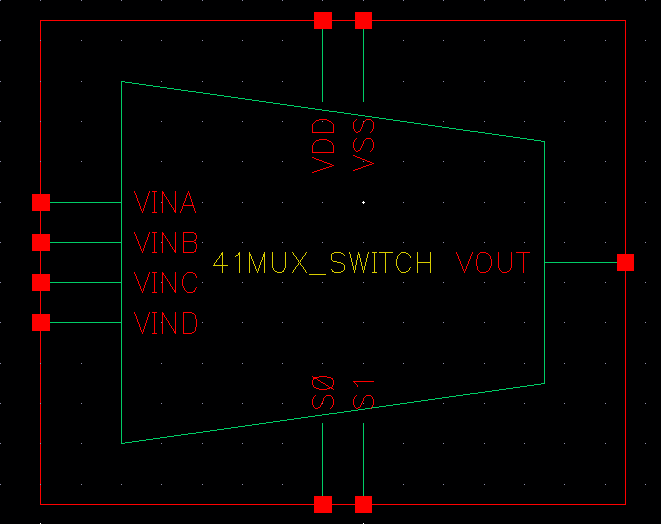 VDD
VSS
VINA
VINB
41MUX_SWITCH
VOUT
VINC
VIND
S0
S1